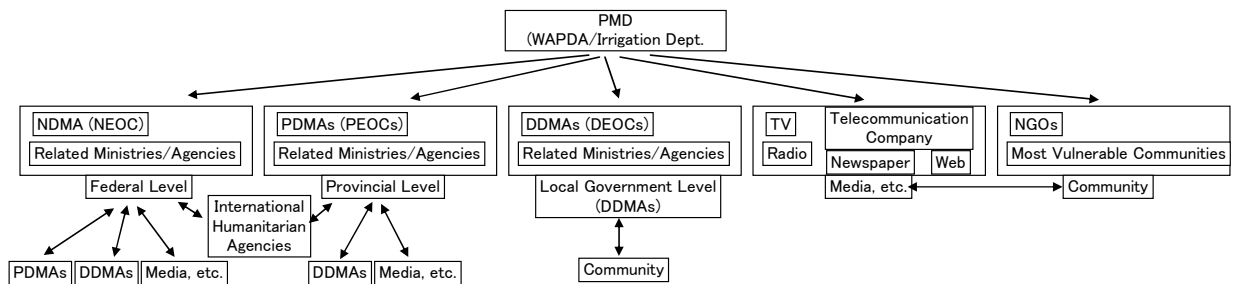 PMD
(WAPDA/Irrigation Dept.
NDMA (NEOC)
Related Ministries/Agencies
Federal Level
PDMAs (PEOCs)
Related Ministries/Agencies
Provincial Level
DDMAs (DEOCs)
Related Ministries/Agencies
Local Government Level
(DDMAs)
TV
Telecommunication
Company
Radio
Newspaper
Web
Media, etc.
NGOs
Most Vulnerable Communities
Community
International
Humanitarian
Agencies
PDMAs
DDMAs
Media, etc.
DDMAs
Media, etc.
Community